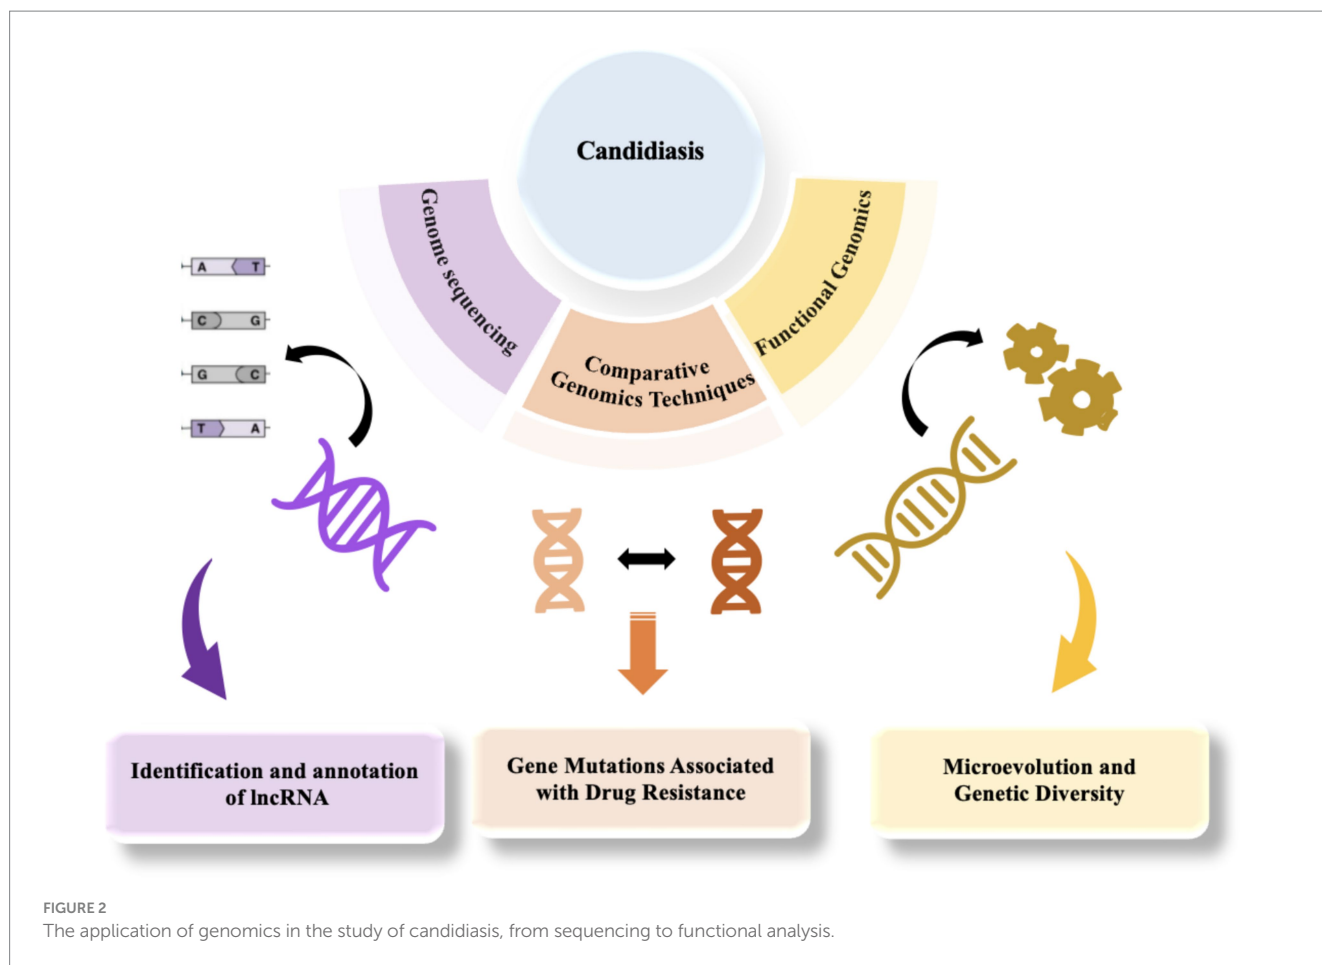 Candidiasis
Genome sequencing
Comparative
Genomics Techniques
Functional Genomics
A T
C G
G C
T A
Identification and annotation
of lncRNA
Gene Mutations Associated
with Drug Resistance
Microevolution and
Genetic Diversity
FIGURE 2
The application of genomics in the study of candidiasis, from sequencing to functional analysis.